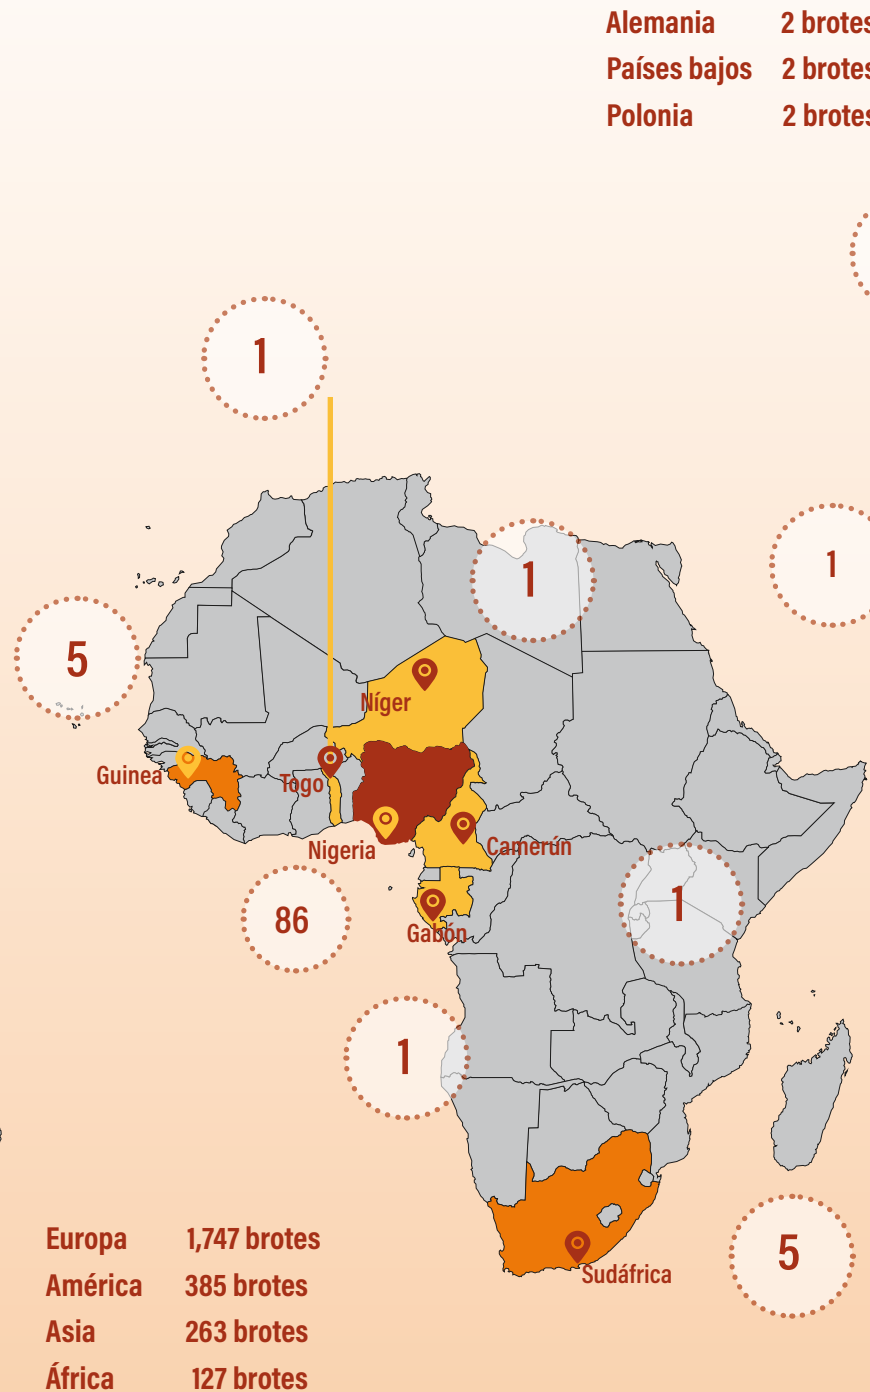 Alemania 2 brotes
Países bajos 2 brotes
Polonia 2 brotes
1
1
1
5
Níger
Guinea
Togo
Nigeria
Camerún
86
1
Gabón
1
Europa 1,747 brotes
América 385 brotes
Asia 263 brotes
África 127 brotes
5
Sudáfrica